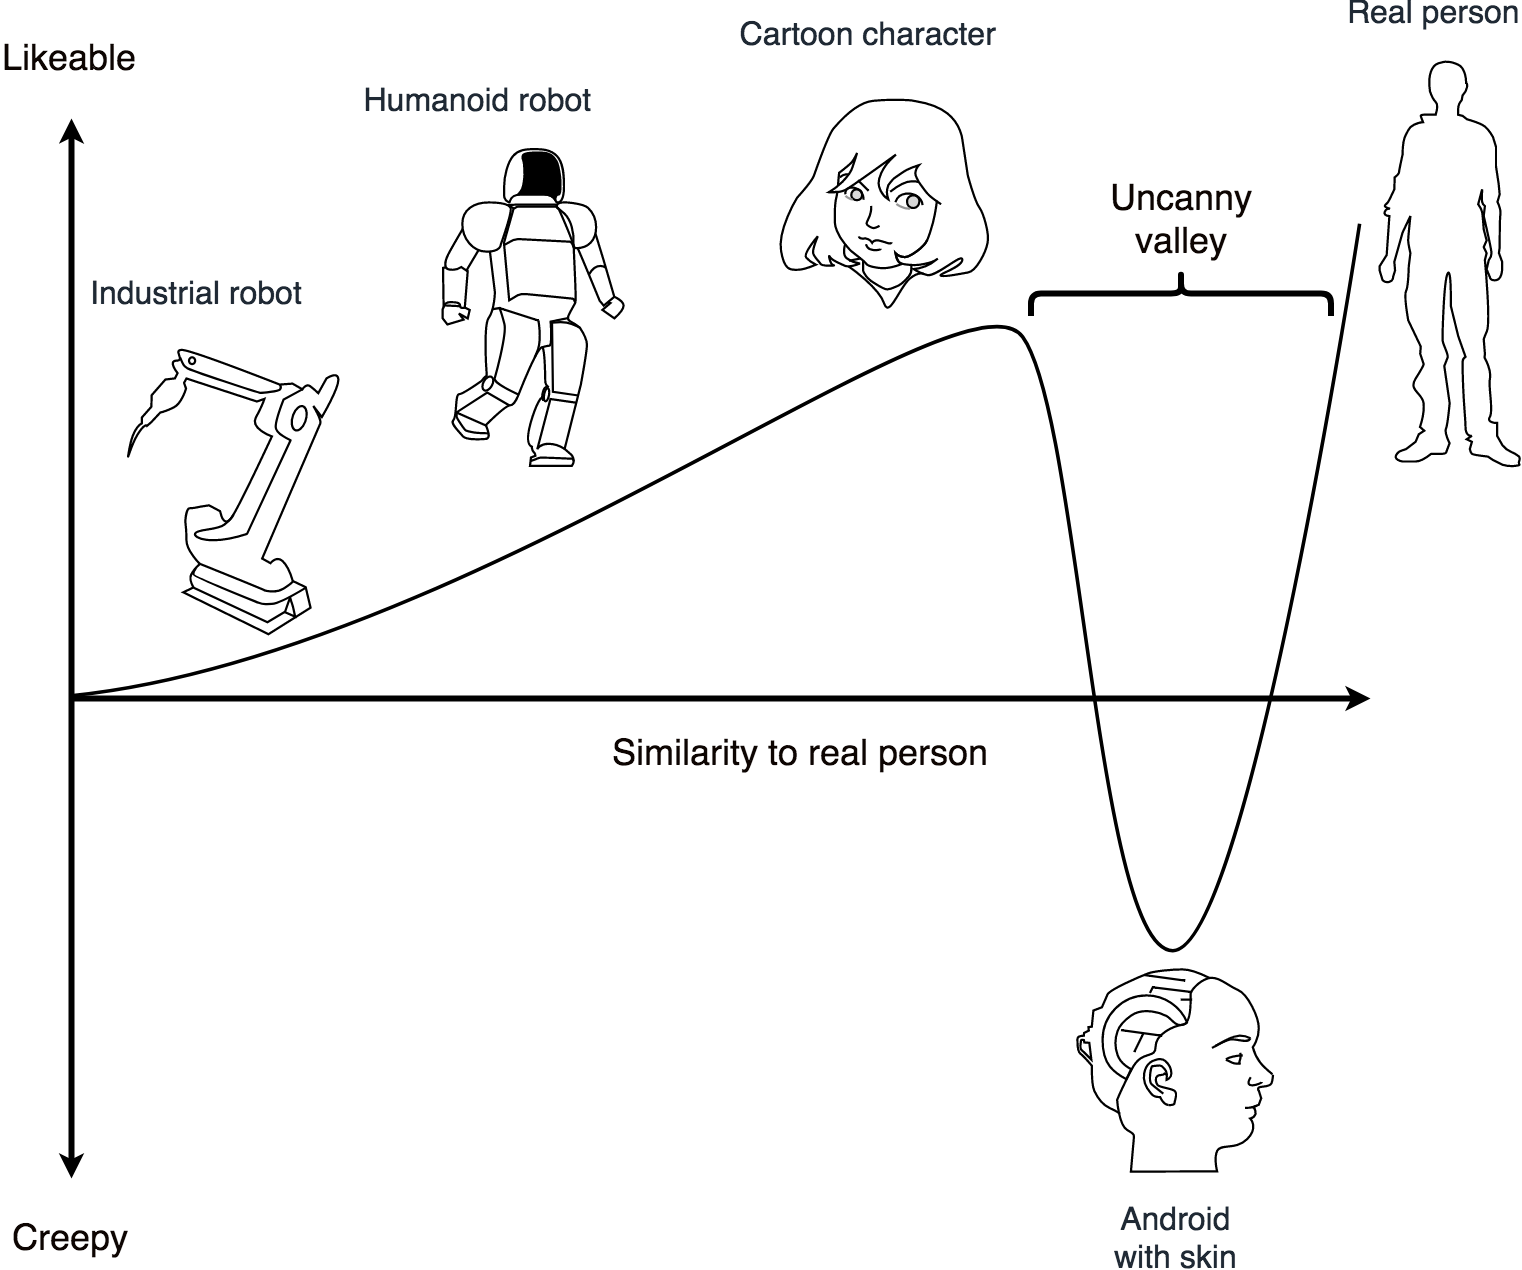 Real person
Cartoon character
Likeable
Humanoid robot
Uncanny
valley
Industrial robot
Similarity to real person
Android
with skin
Creepy